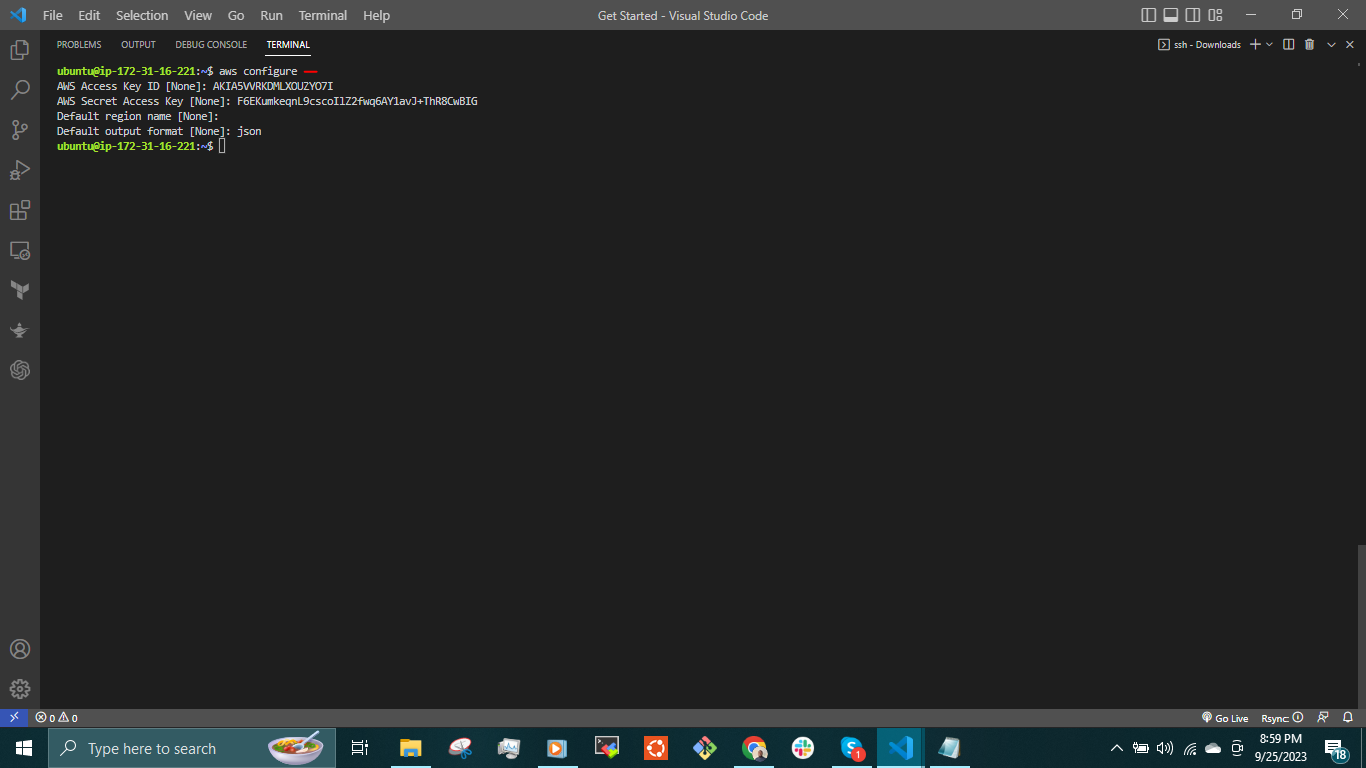 File Edit Selection View Go Run Terminal Help
Get Started - Visual Studio Code
PROBLEMS OUTPUT DEBUG CONSOLE TERMINAL
ssh - Downloads
ubuntu@ip-172-31-16-221:~$ aws configure
AWS Access Key ID [None]: AKIA5VVRKDMLXOUZYO7I
AWS Secret Access Key [None]: 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
Default region name [None]:
Default output format [None]: json
ubuntu@ip-172-31-16-221:~$
0 0
Go Live
Rsync:
Type here to search
1
8:59 PM
9/25/2023
18